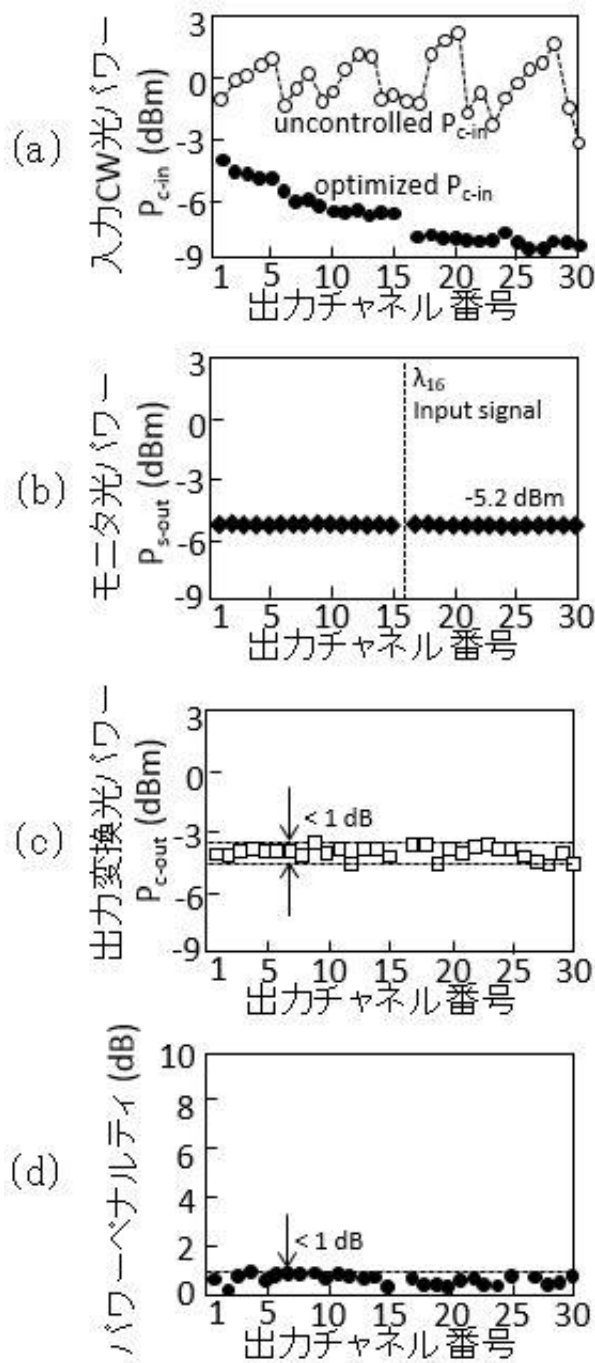 (a)
入力CW光パワー
P_c-in (dBm)
3
0
-3
-6
-9
uncontrolled P_c-in
optimized P_c-in
1 5 10 15 20 25 30
出力チャネル番号
(b)
モニタ光パワー
P_s-out (dBm)
3
0
-3
-6
-9
λ₁₆
Input signal
-5.2 dBm
1 5 10 15 20 25 30
出力チャネル番号
(c)
出力変換光パワー
P_c-out (dBm)
3
0
-3
-6
-9
< 1 dB
1 5 10 15 20 25 30
出力チャネル番号
(d)
パワーペナルティ (dB)
10
8
6
4
2
0
< 1 dB
1 5 10 15 20 25 30
出力チャネル番号